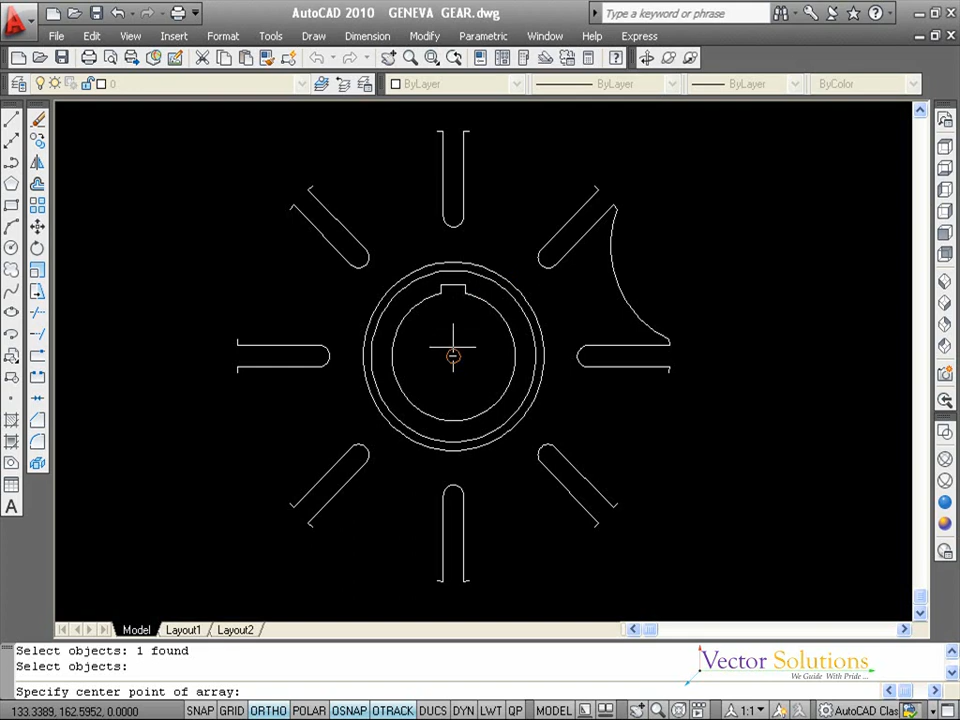 AutoCAD 2010 GENEVA GEAR.dwg
Type a keyword or phrase
File Edit View Insert Format Tools Draw Dimension Modify Parametric Window Help Express
0 ByLayer ByLayer ByLayer ByColor
A
Model Layout1 Layout2
Select objects: 1 found
Select objects:
Specify center point of array:
Vector Solutions
We Guide With Pride ...
133.3389, 162.5952, 0.0000 SNAP GRID ORTHO POLAR OSNAP OTRACK DUCS DYN LWT QP MODEL 1:1 AutoCAD Clas